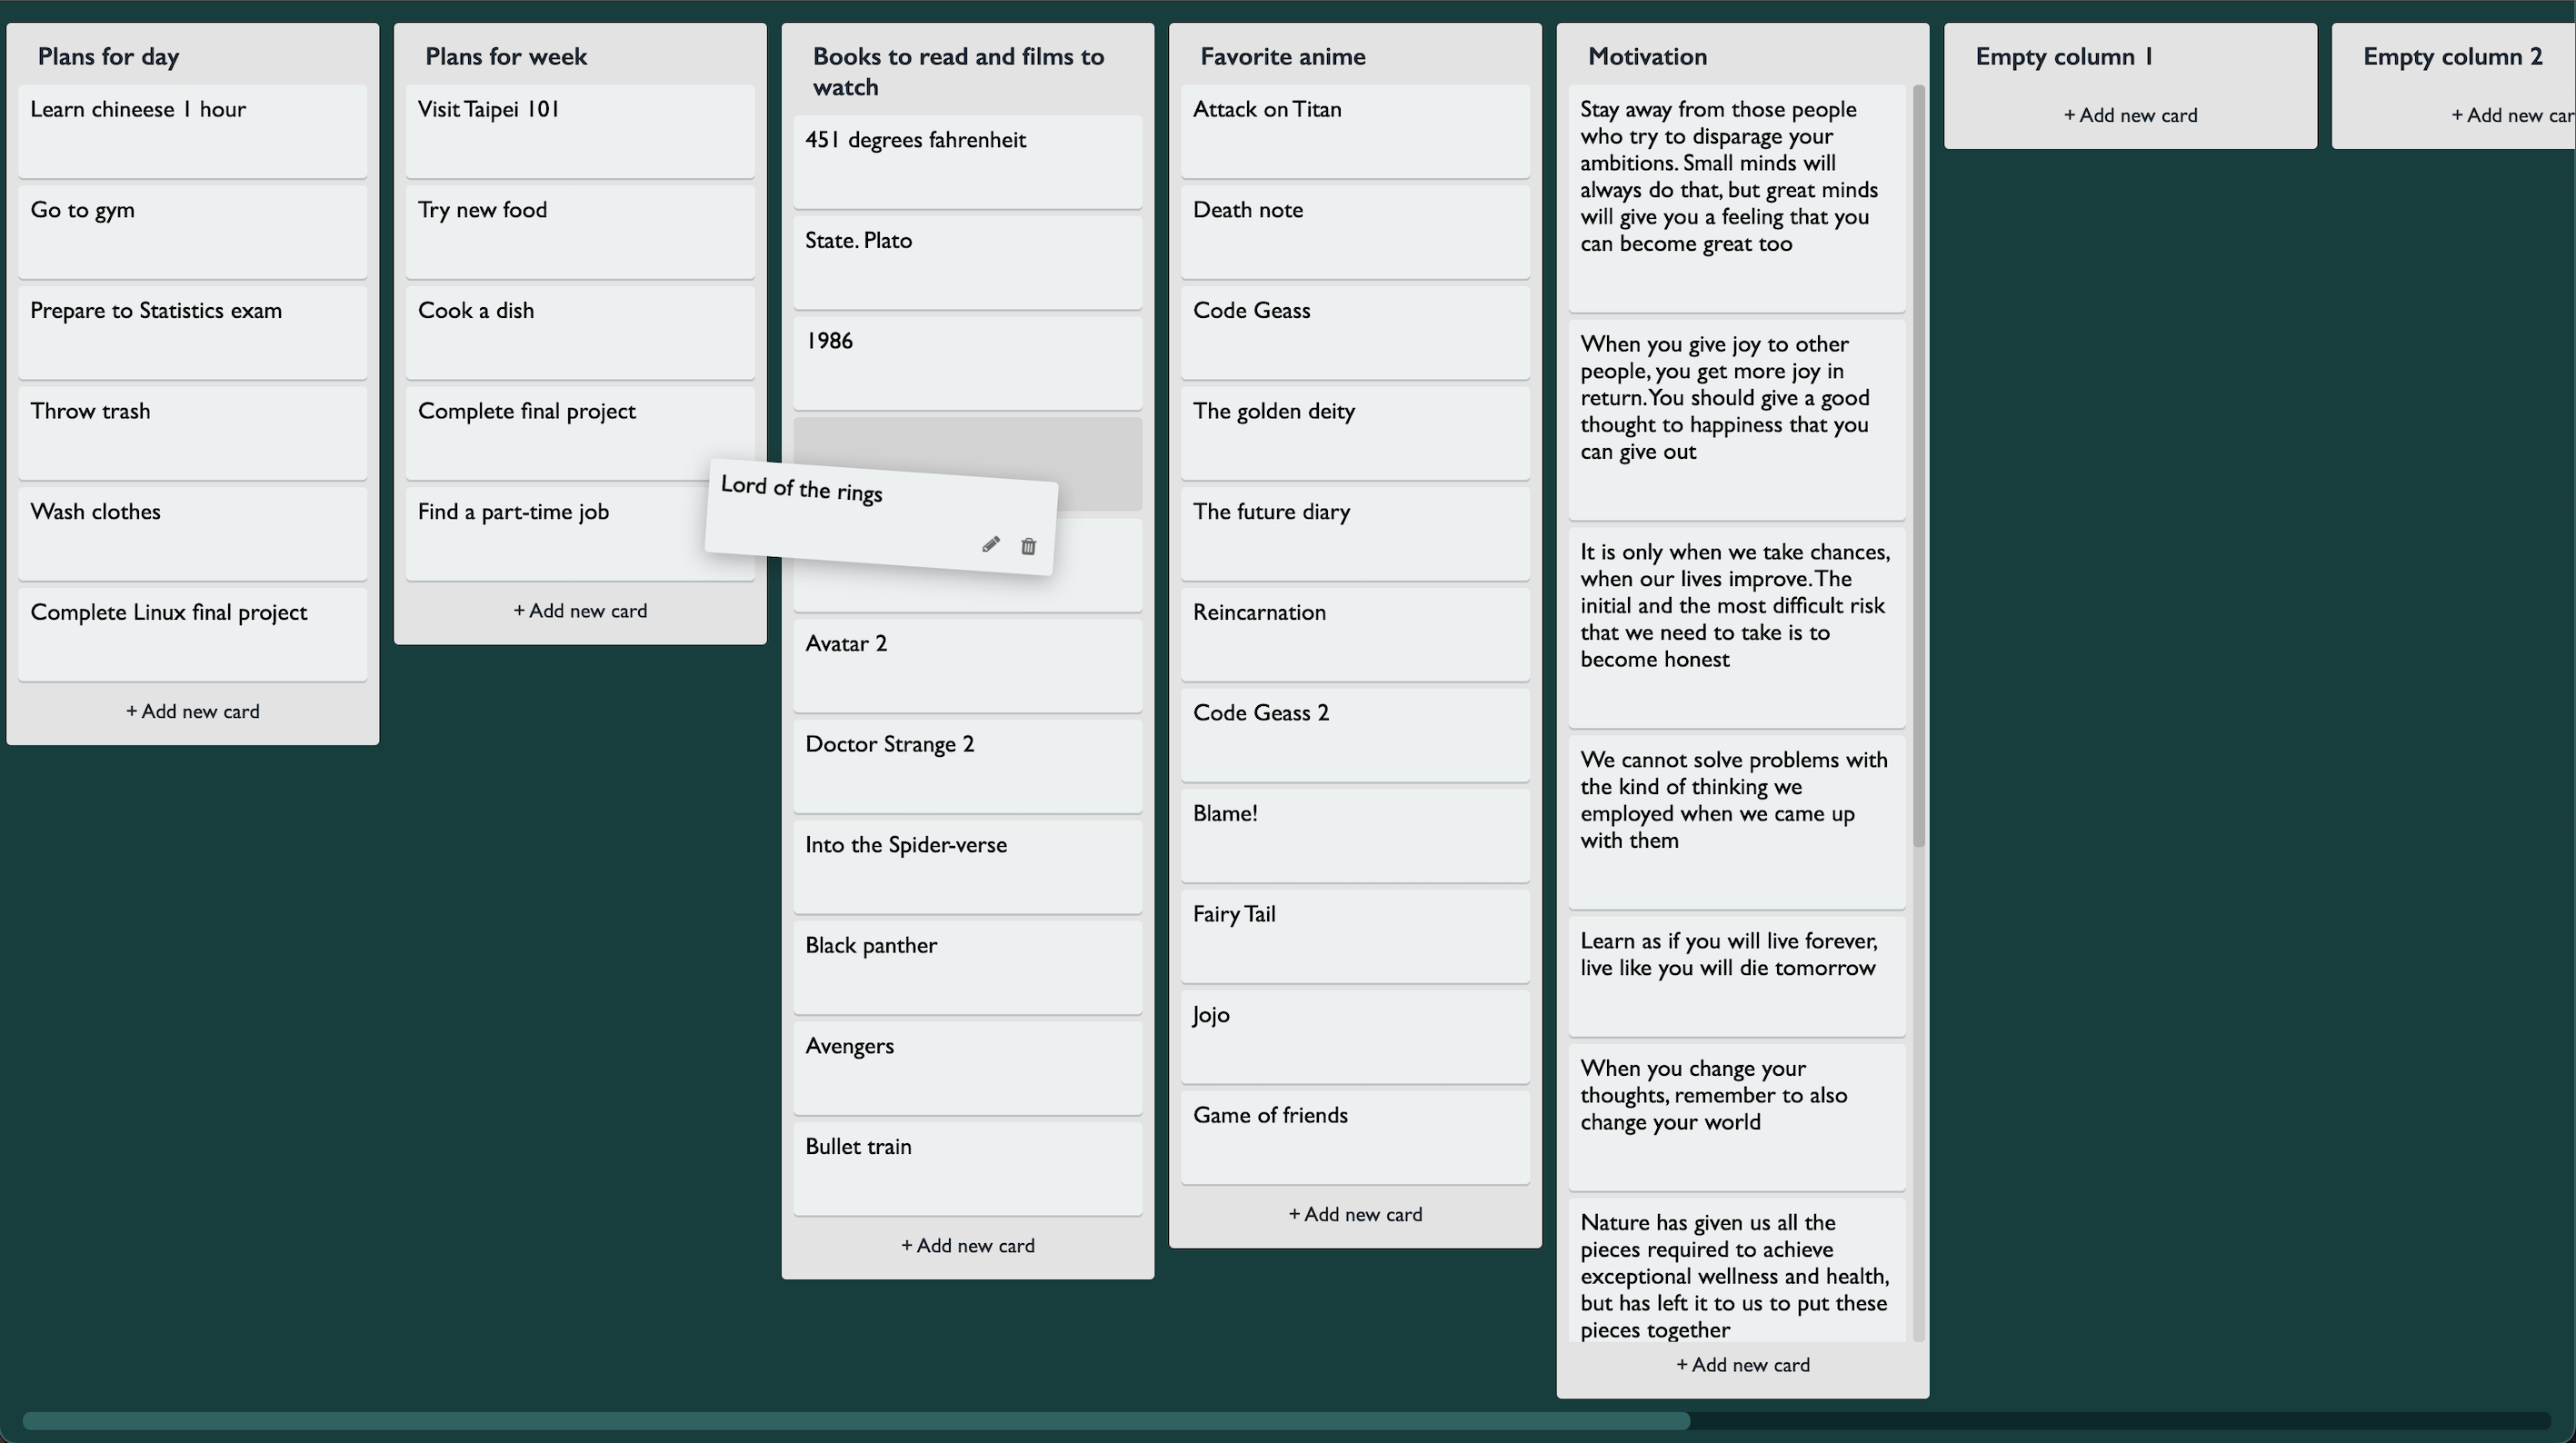 Plans for day
Learn chineese 1 hour
Go to gym
Prepare to Statistics exam
Throw trash
Wash clothes
Complete Linux final project
+ Add new card
Plans for week
Visit Taipei 101
Try new food
Cook a dish
Complete final project
Find a part-time job
+ Add new card
Books to read and films to
watch
451 degrees fahrenheit
State. Plato
1986
Lord of the rings
Avatar 2
Doctor Strange 2
Into the Spider-verse
Black panther
Avengers
Bullet train
+ Add new card
Favorite anime
Attack on Titan
Death note
Code Geass
The golden deity
The future diary
Reincarnation
Code Geass 2
Blame!
Fairy Tail
Jojo
Game of friends
+ Add new card
Motivation
Stay away from those people
who try to disparage your
ambitions. Small minds will
always do that, but great minds
will give you a feeling that you
can become great too
When you give joy to other
people, you get more joy in
return. You should give a good
thought to happiness that you
can give out
It is only when we take chances,
when our lives improve. The
initial and the most difficult risk
that we need to take is to
become honest
We cannot solve problems with
the kind of thinking we
employed when we came up
with them
Learn as if you will live forever,
live like you will die tomorrow
When you change your
thoughts, remember to also
change your world
Nature has given us all the
pieces required to achieve
exceptional wellness and health,
but has left it to us to put these
pieces together
+ Add new card
Empty column 1
+ Add new card
Empty column 2
+ Add new car